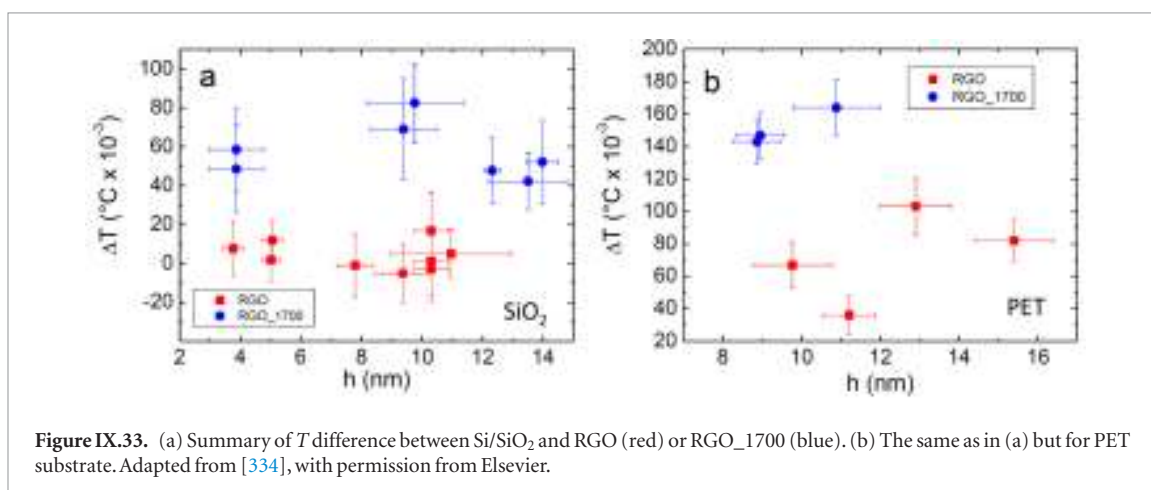 a
ΔT (°C x 10⁻³)
100
80
60
40
20
0
-20
RGO
RGO_1700
SiO₂
2 4 6 8 10 12 14
h (nm)
b
ΔT (°C x 10⁻³)
200
180
160
140
120
100
80
60
40
20
RGO
RGO_1700
PET
8 10 12 14 16
h (nm)
Figure IX.33. (a) Summary of T difference between Si/SiO₂ and RGO (red) or RGO_1700 (blue). (b) The same as in (a) but for PET
substrate. Adapted from [334], with permission from Elsevier.